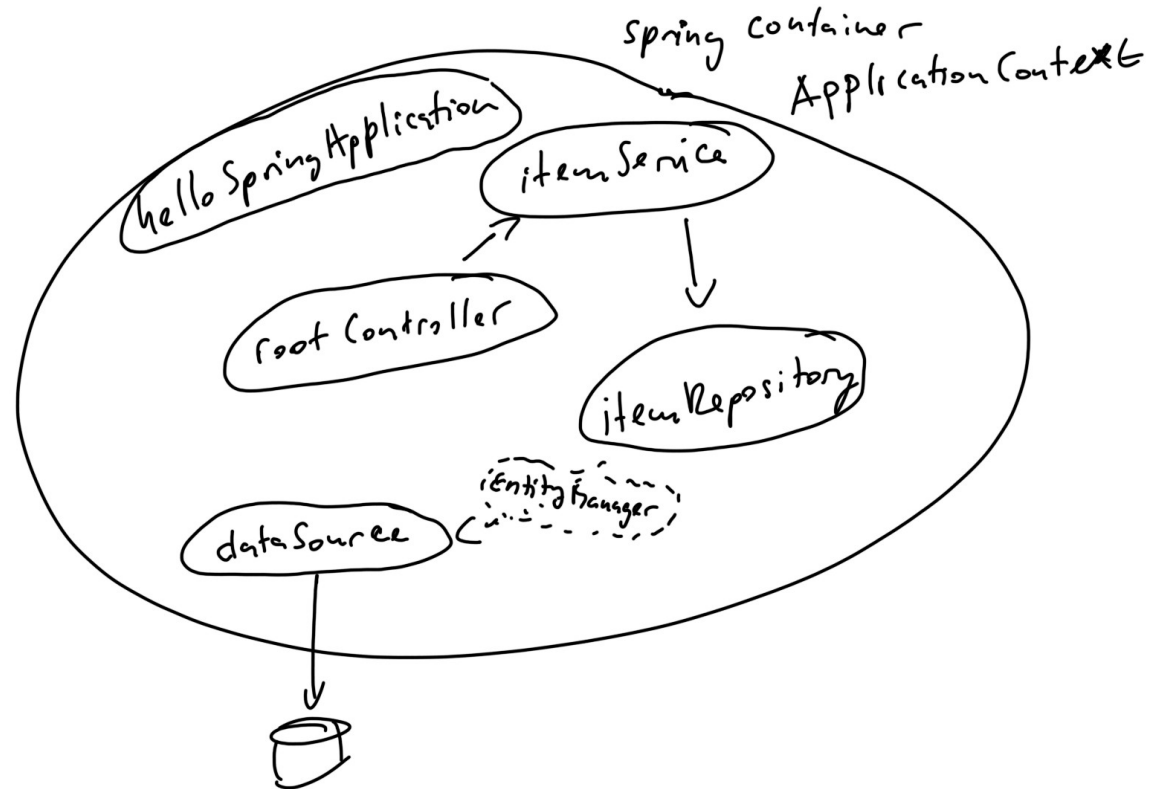 spring container
ApplicationContext
helloSpringApplication
itemService
rootController
itemRepository
EntityManager
dataSource